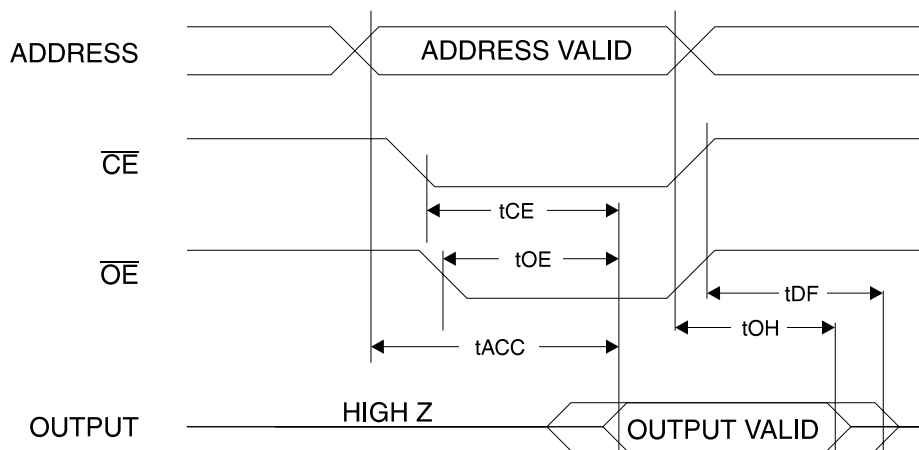 ADDRESS
ADDRESS VALID
CE
tCE
OE
tOE
tDF
tOH
tACC
HIGH Z
OUTPUT
OUTPUT VALID